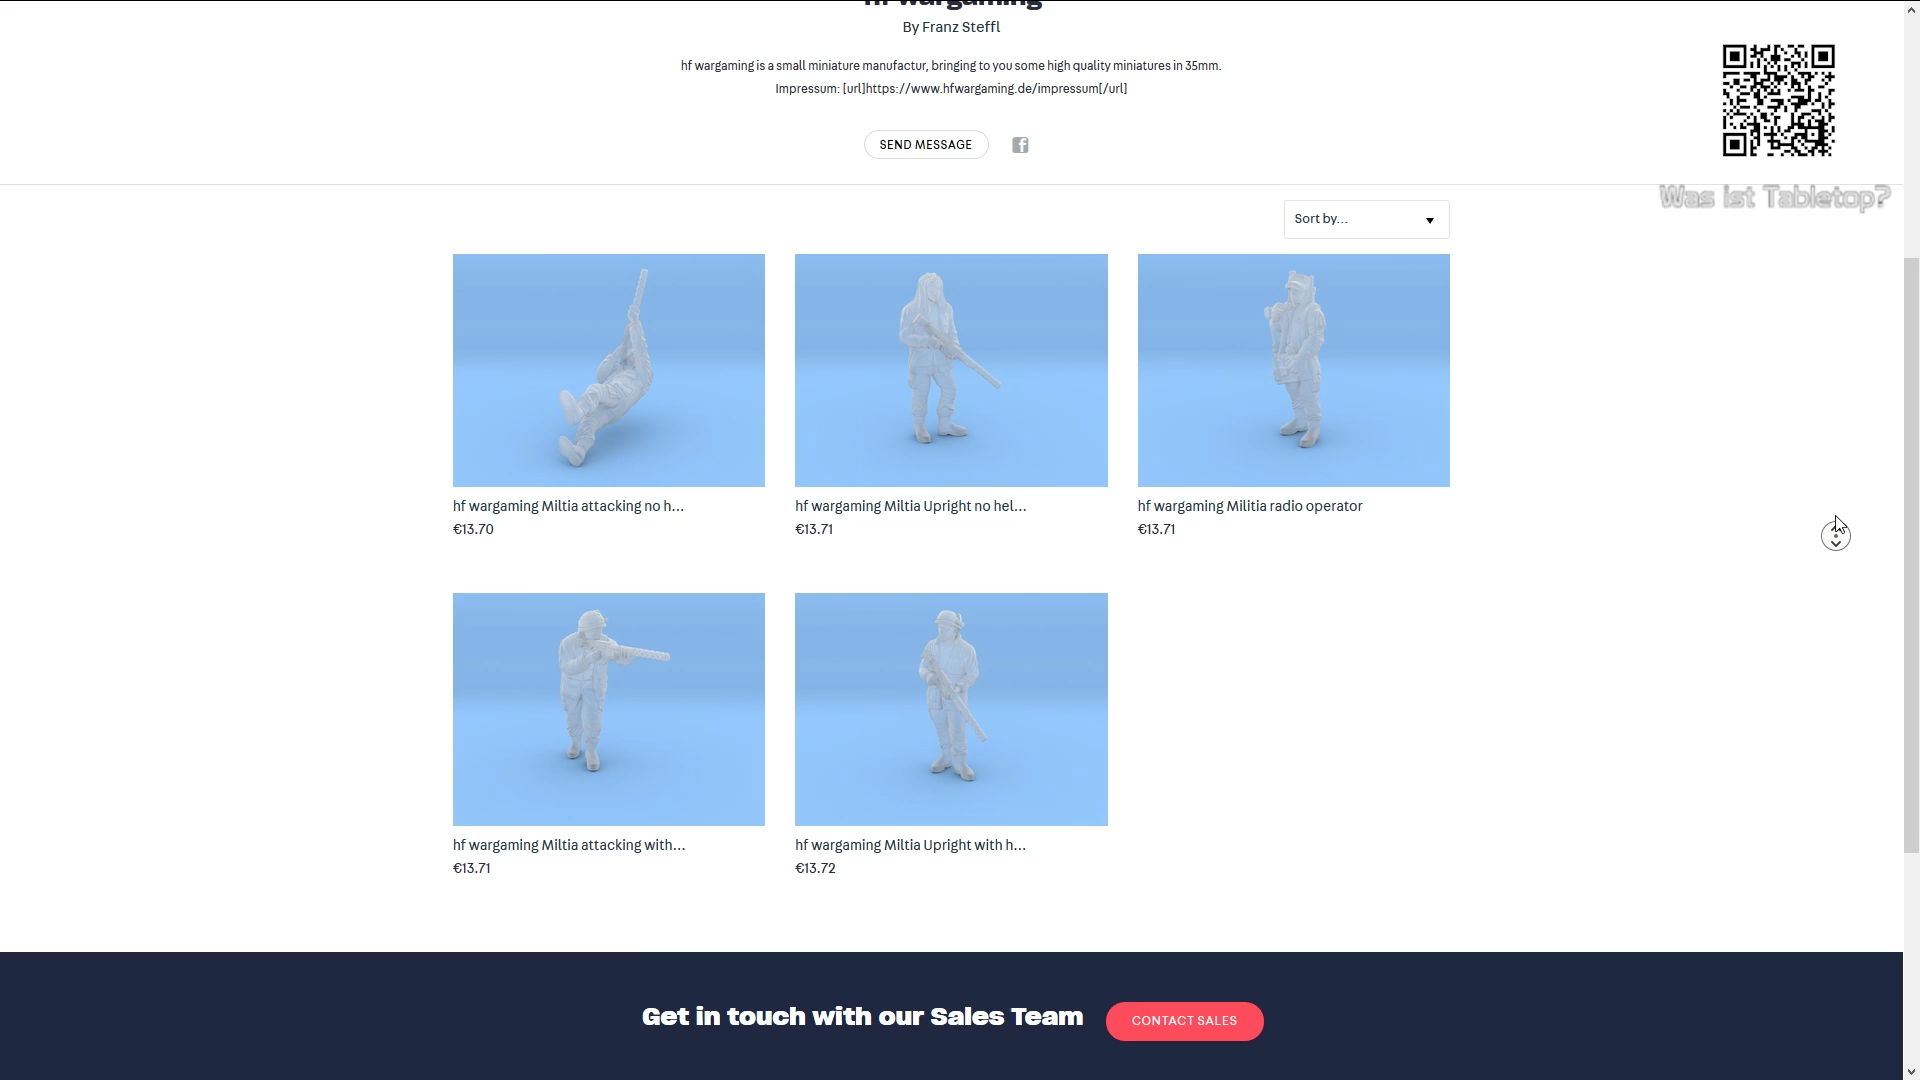 hf wargaming
By Franz Steffl
hf wargaming is a small miniature manufactur, bringing to you some high quality miniatures in 35mm.
Impressum: [url]https://www.hfwargaming.de/impressum[/url]
SEND MESSAGE
Was ist Tabletop?
Sort by...
hf wargaming Miltia attacking no h...
€13.70
hf wargaming Miltia Upright no hel...
€13.71
hf wargaming Militia radio operator
€13.71
hf wargaming Miltia attacking with...
€13.71
hf wargaming Miltia Upright with h...
€13.72
Get in touch with our Sales Team
CONTACT SALES